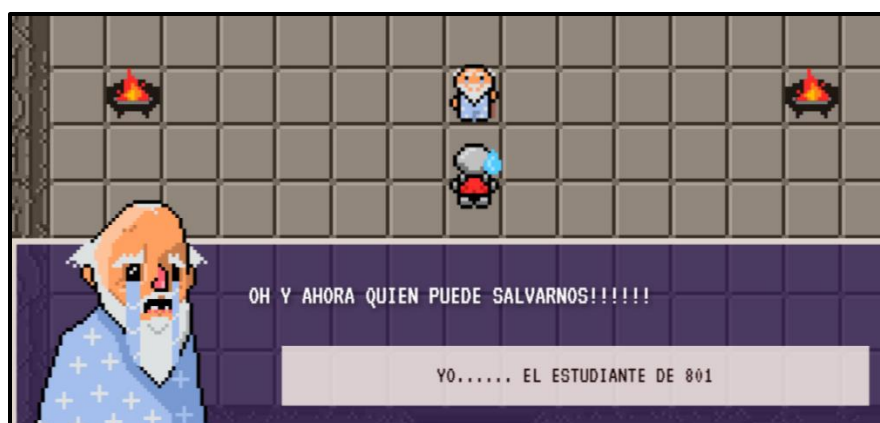 OH Y AHORA QUIEN PUEDE SALVARNOS!!!!!!
YO...... EL ESTUDIANTE DE 801